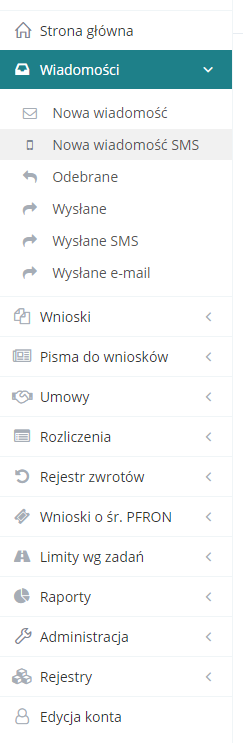 Strona główna
Wiadomości
Nowa wiadomość
Nowa wiadomość SMS
Odebrane
Wysłane
Wysłane SMS
Wysłane e-mail
Wnioski
Pisma do wniosków
Umowy
Rozliczenia
Rejestr zwrotów
Wnioski o śr. PFRON
Limity wg zadań
Raporty
Administracja
Rejestry
Edycja konta